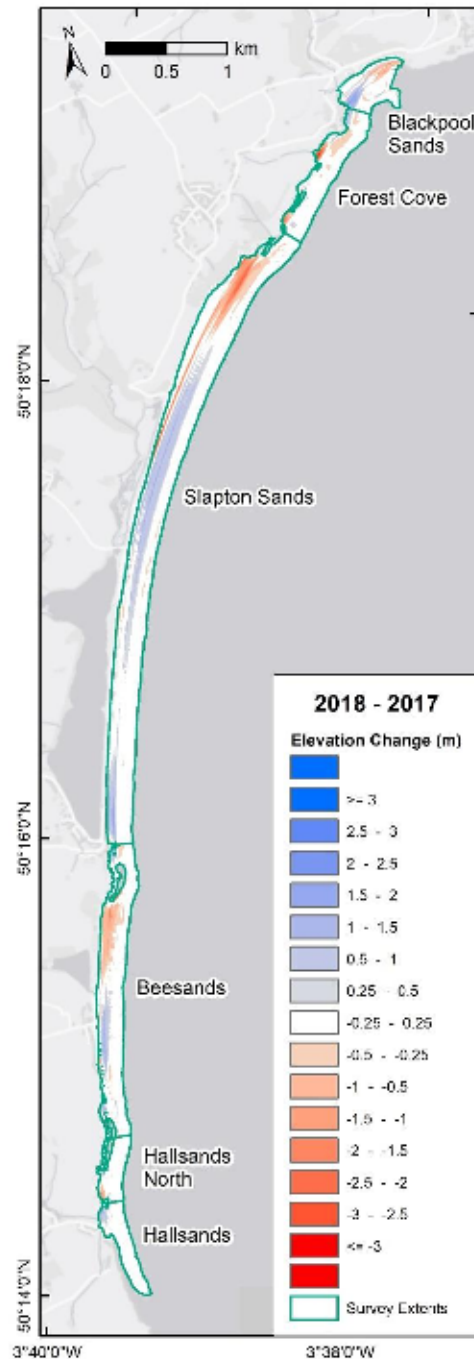 N
km
0 0.5 1
Blackpool
Sands
Forest Cove
50°18'0"N
Slapton Sands
2018 - 2017
Elevation Change (m)
>= 3
2.5 - 3
2 - 2.5
1.5 - 2
1 - 1.5
0.5 - 1
0.25 - 0.5
-0.25 - 0.25
-0.5 - -0.25
-1 - -0.5
-1.5 - -1
-2 - -1.5
-2.5 - -2
-3 - -2.5
<= -3
Survey Extents
50°16'0"N
Beesands
Hallsands
North
Hallsands
50°14'0"N
3°40'0"W 3°38'0"W